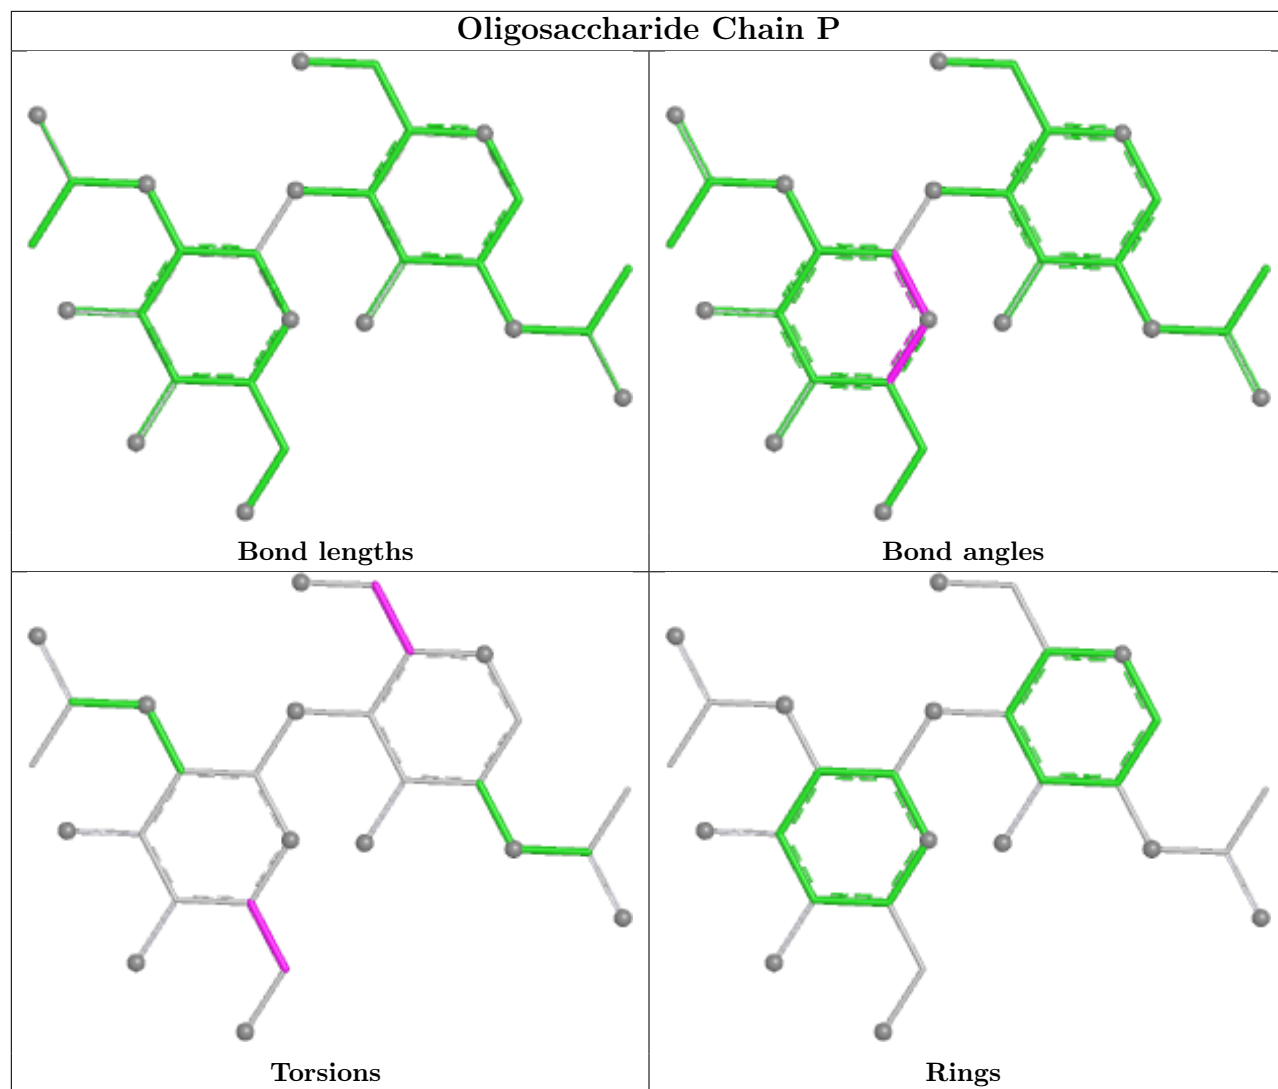 Oligosaccharide Chain P
Bond lengths
Bond angles
Torsions
Rings